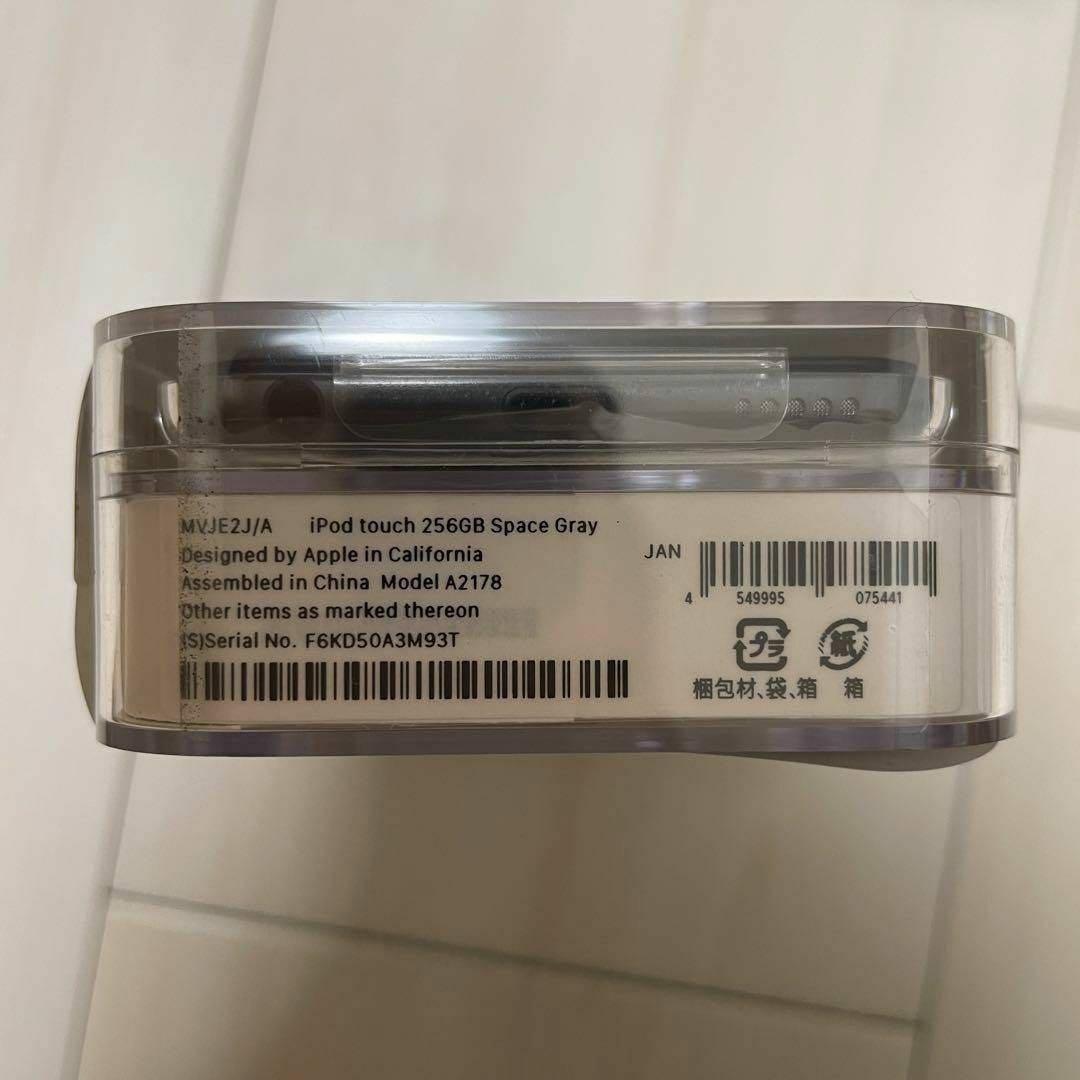 MVJE2J/A iPod touch 256GB Space Gray
Designed by Apple in California
Assembled in China Model A2178
Other items as marked thereon
(S)Serial No. F6KD50A3M93T
JAN
4 549995 075441
プラ 紙
梱包材、袋、箱 箱